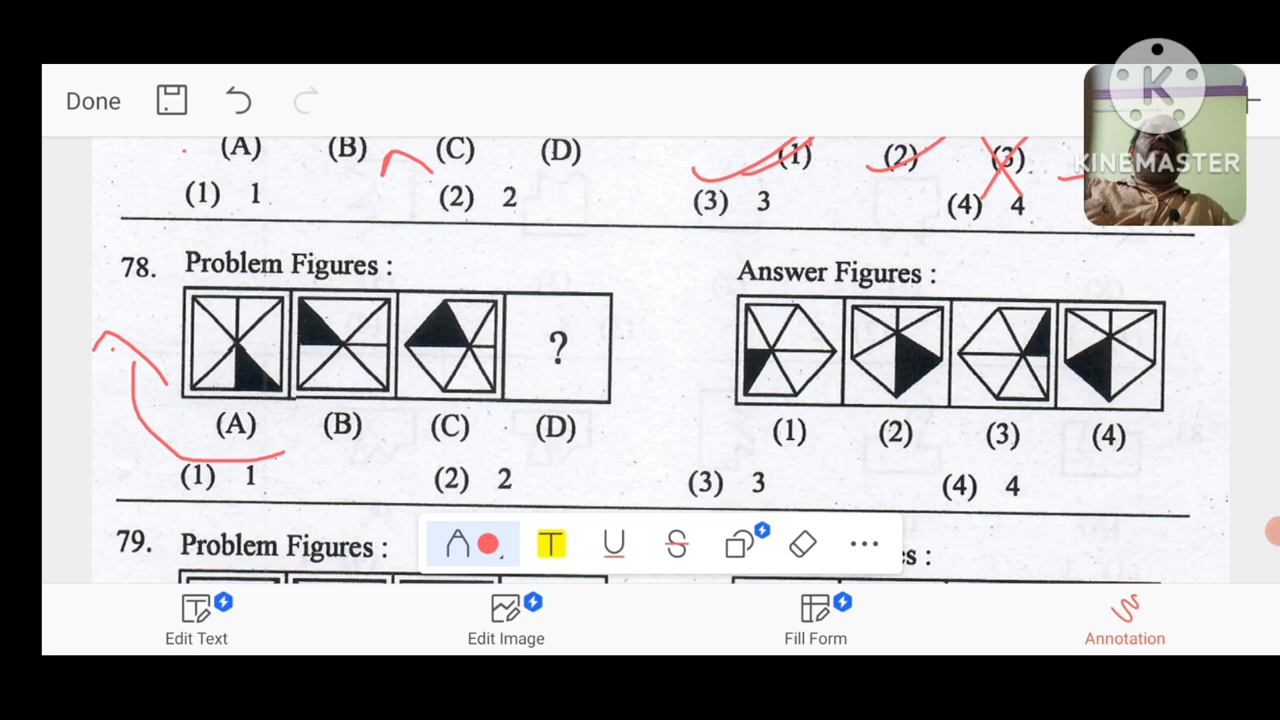 Done
K
KINEMASTER
(A) (B) (C) (D) (1) (2) (3)
(1) 1 (2) 2 (3) 3 (4) 4
78. Problem Figures : Answer Figures :
?
(A) (B) (C) (D) (1) (2) (3) (4)
(1) 1 (2) 2 (3) 3 (4) 4
79. Problem Figures : s :
T U S
Edit Text Edit Image Fill Form Annotation